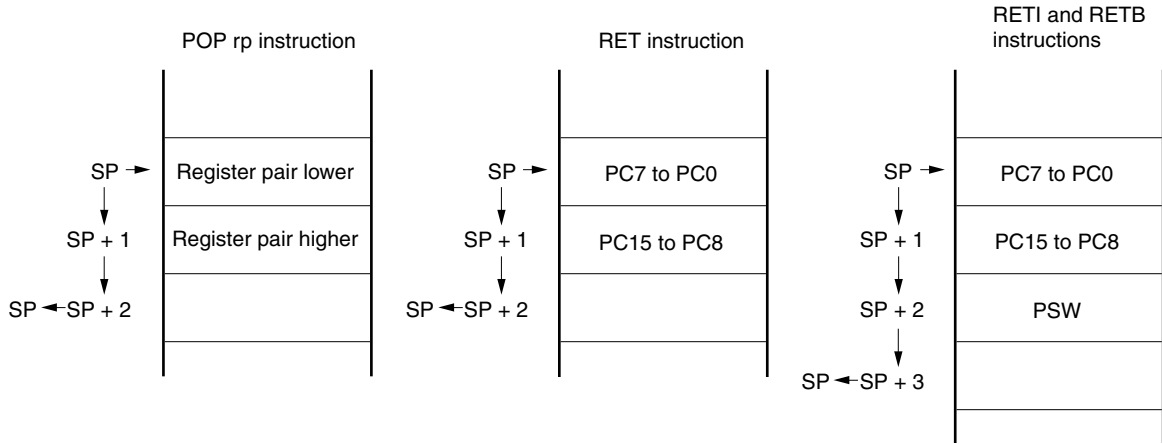 POP rp instruction
SP
Register pair lower
SP + 1
Register pair higher
SP
SP + 2
RET instruction
SP
PC7 to PC0
SP + 1
PC15 to PC8
SP
SP + 2
RETI and RETB
instructions
SP
PC7 to PC0
SP + 1
PC15 to PC8
SP + 2
PSW
SP
SP + 3